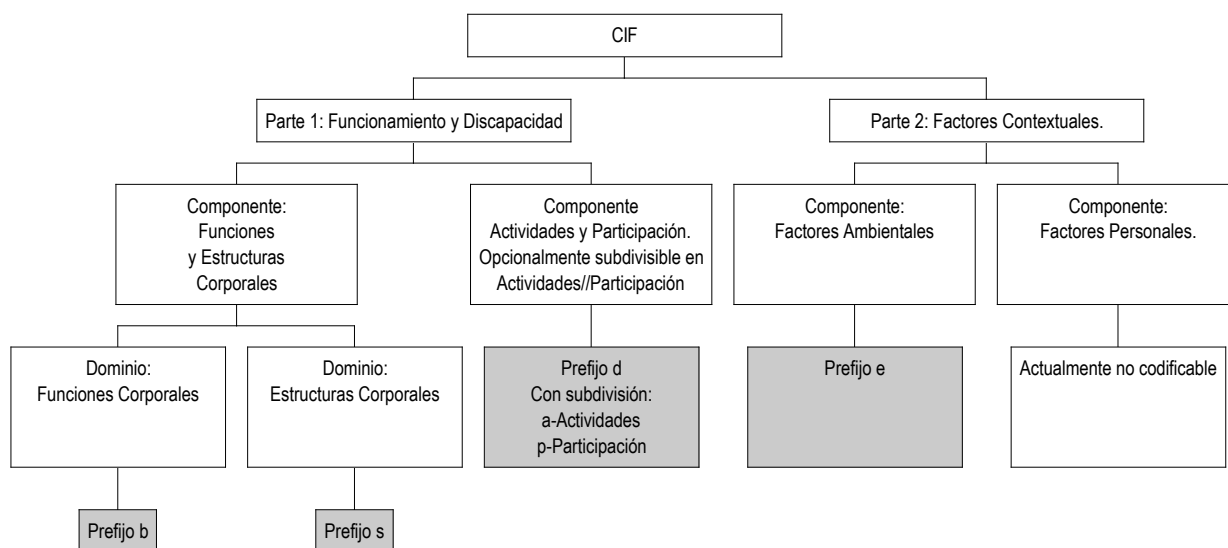 CIF
Parte 1: Funcionamiento y Discapacidad
Parte 2: Factores Contextuales.
Componente:
Funciones
y Estructuras
Corporales
Componente
Actividades y Participación.
Opcionalmente subdivisible en
Actividades//Participación
Componente:
Factores Ambientales
Componente:
Factores Personales.
Dominio:
Funciones Corporales
Dominio:
Estructuras Corporales
Prefijo d
Con subdivisión:
a-Actividades
p-Participación
Prefijo e
Actualmente no codificable
Prefijo b
Prefijo s